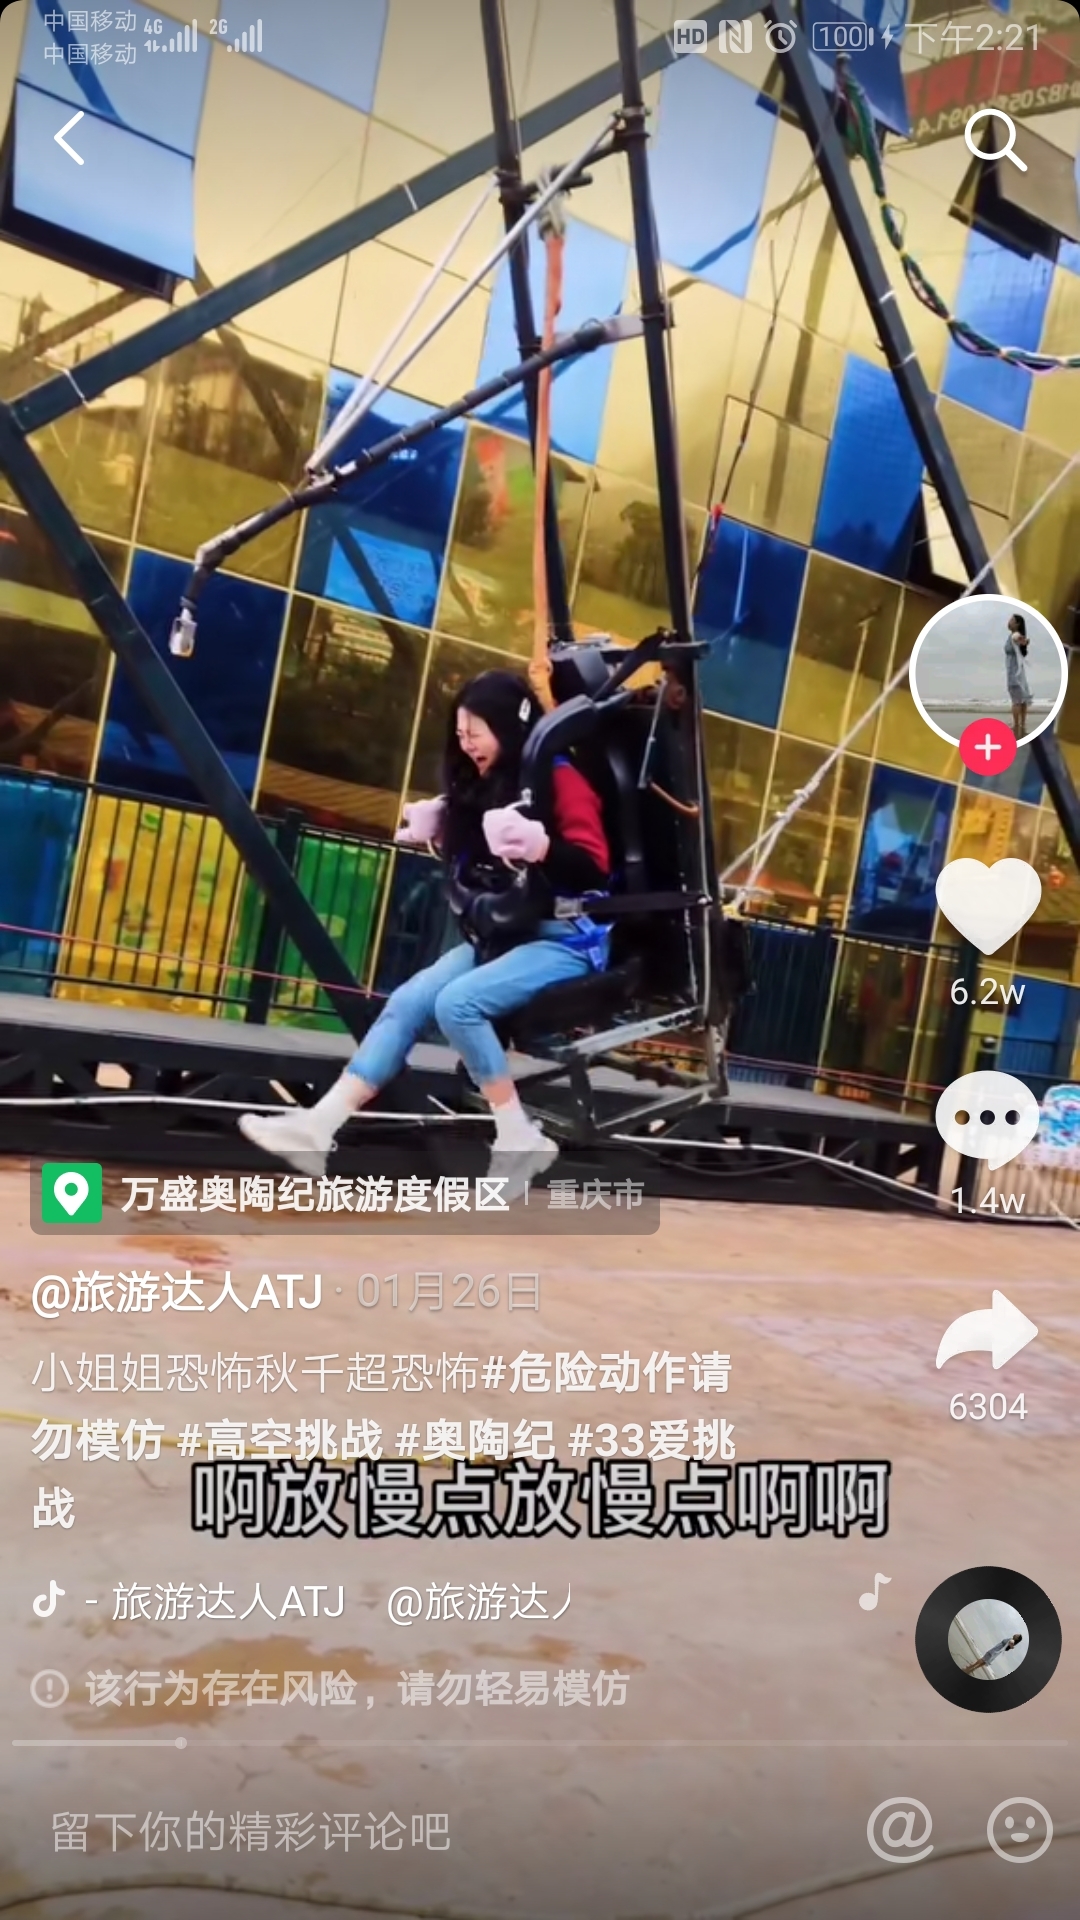 中国移动 4G 2G HD 100 下午2:21
中国移动
万盛奥陶纪旅游度假区 | 重庆市
@旅游达人ATJ · 01月26日
小姐姐恐怖秋千超恐怖#危险动作请
勿模仿 #高空挑战 #奥陶纪 #33爱挑
战
啊放慢点放慢点啊啊
- 旅游达人ATJ @旅游达
该行为存在风险，请勿轻易模仿
留下你的精彩评论吧
6.2w
1.4w
6304